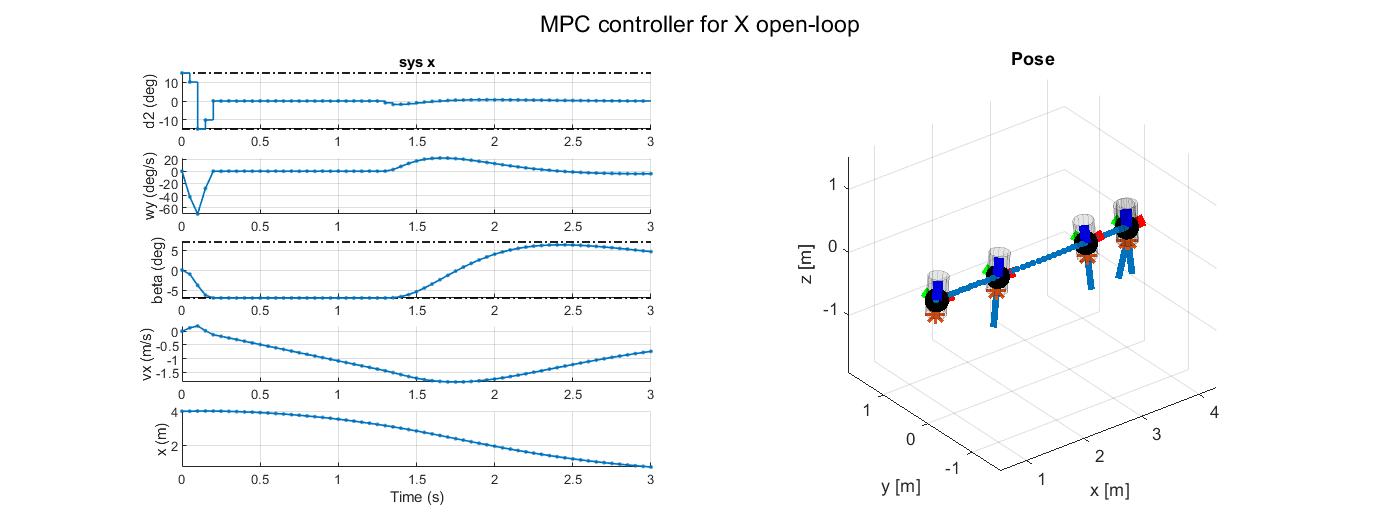 MPC controller for X open-loop
sys x
d2 (deg)
10
0
-10
0 0.5 1 1.5 2 2.5 3
wy (deg/s)
20
0
-20
-40
-60
0 0.5 1 1.5 2 2.5 3
beta (deg)
5
0
-5
0 0.5 1 1.5 2 2.5 3
vx (m/s)
0
-0.5
-1
-1.5
0 0.5 1 1.5 2 2.5 3
x (m)
4
2
0 0.5 1 1.5 2 2.5 3
Time (s)
Pose
z [m]
1
0
-1
1
0
-1
y [m]
1
2
3
4
x [m]